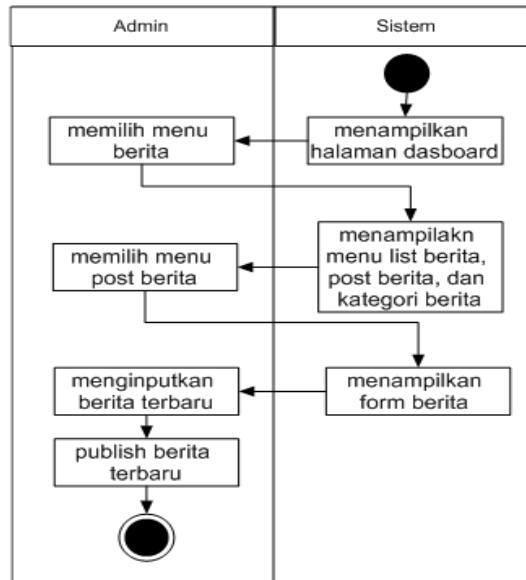 Admin
Sistem
menampilkan
halaman dasboard
memilih menu
berita
menampilakn
menu list berita,
post berita, dan
kategori berita
memilih menu
post berita
menampilkan
form berita
menginputkan
berita terbaru
publish berita
terbaru